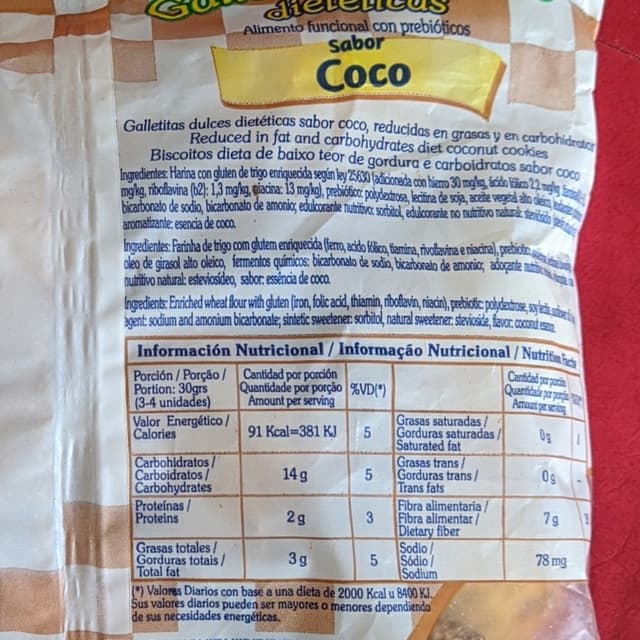 dietéticas
Alimento funcional con prebióticos
Sabor
Coco
Galletitas dulces dietéticas sabor coco, reducidas en grasas y en carbohidratos
Reduced in fat and carbohydrates diet coconut cookies
Biscoitos dieta de baixo teor de gordura e carboidratos sabor coco
Ingredientes: Harina con gluten de trigo enriquecida según ley 25630 (adicionada con hierro 30 mg/kg, ácido fólico 2,2 mg/kg,
mg/kg, riboflavina (b2): 1,3 mg/kg, niacina: 13 mg/kg), prebiótico: polydextrosa, lecitina de soja, aceite vegetal alto oleico,
bicarbonato de sodio, bicarbonato de amonio, edulcorante nutritivo: sorbitol, edulcorante no nutritivo natural:
aromatizante: esencia de coco.
Ingredientes: Farinha de trigo com glutem enriquecida (ferro, acido fólico, tiamina, rivoflavina e niacina), prebiotico
oleo de girasol alto oleico, fermentos químicos: bicarbonato de sodio, bicarbonato de amonio; adoçante
nutritivo natural: esteviosídeo, sabor: essência de coco.
Ingredients: Enriched wheat flour with gluten (iron, folic acid, thiamin, riboflavin, niacin), prebiotic: polydextrose, soy
agent: sodium and amonium bicarbonate; sintetic sweetener: sorbitol, natural sweetener: stevioside, flavor: coconut
Información Nutricional / Informação Nutricional / Nutrition Facts
Porción / Porção / Portion: 30grs (3-4 unidades) Cantidad por porción Quantidade por porção Amount per serving %VD(*) Cantidad por porción Quantidade por porção Amount per serving
Valor Energético / Calories 91 Kcal=381 KJ 5 Grasas saturadas / Gorduras saturadas / Saturated fat 0g
Carbohidratos / Carboidratos / Carbohydrates 14 g 5 Grasas trans / Gorduras trans / Trans fats 0g -
Proteínas / Proteins 2 g 3 Fibra alimentaria / Fibra alimentar / Dietary fiber 7 g
Grasas totales / Gorduras totais / Total fat 3 g 5 Sodio / Sódio / Sodium 78 mg
(*) Valores Diarios con base a una dieta de 2000 Kcal u 8400 KJ.
Sus valores diarios pueden ser mayores o menores dependiendo
de sus necesidades energéticas.